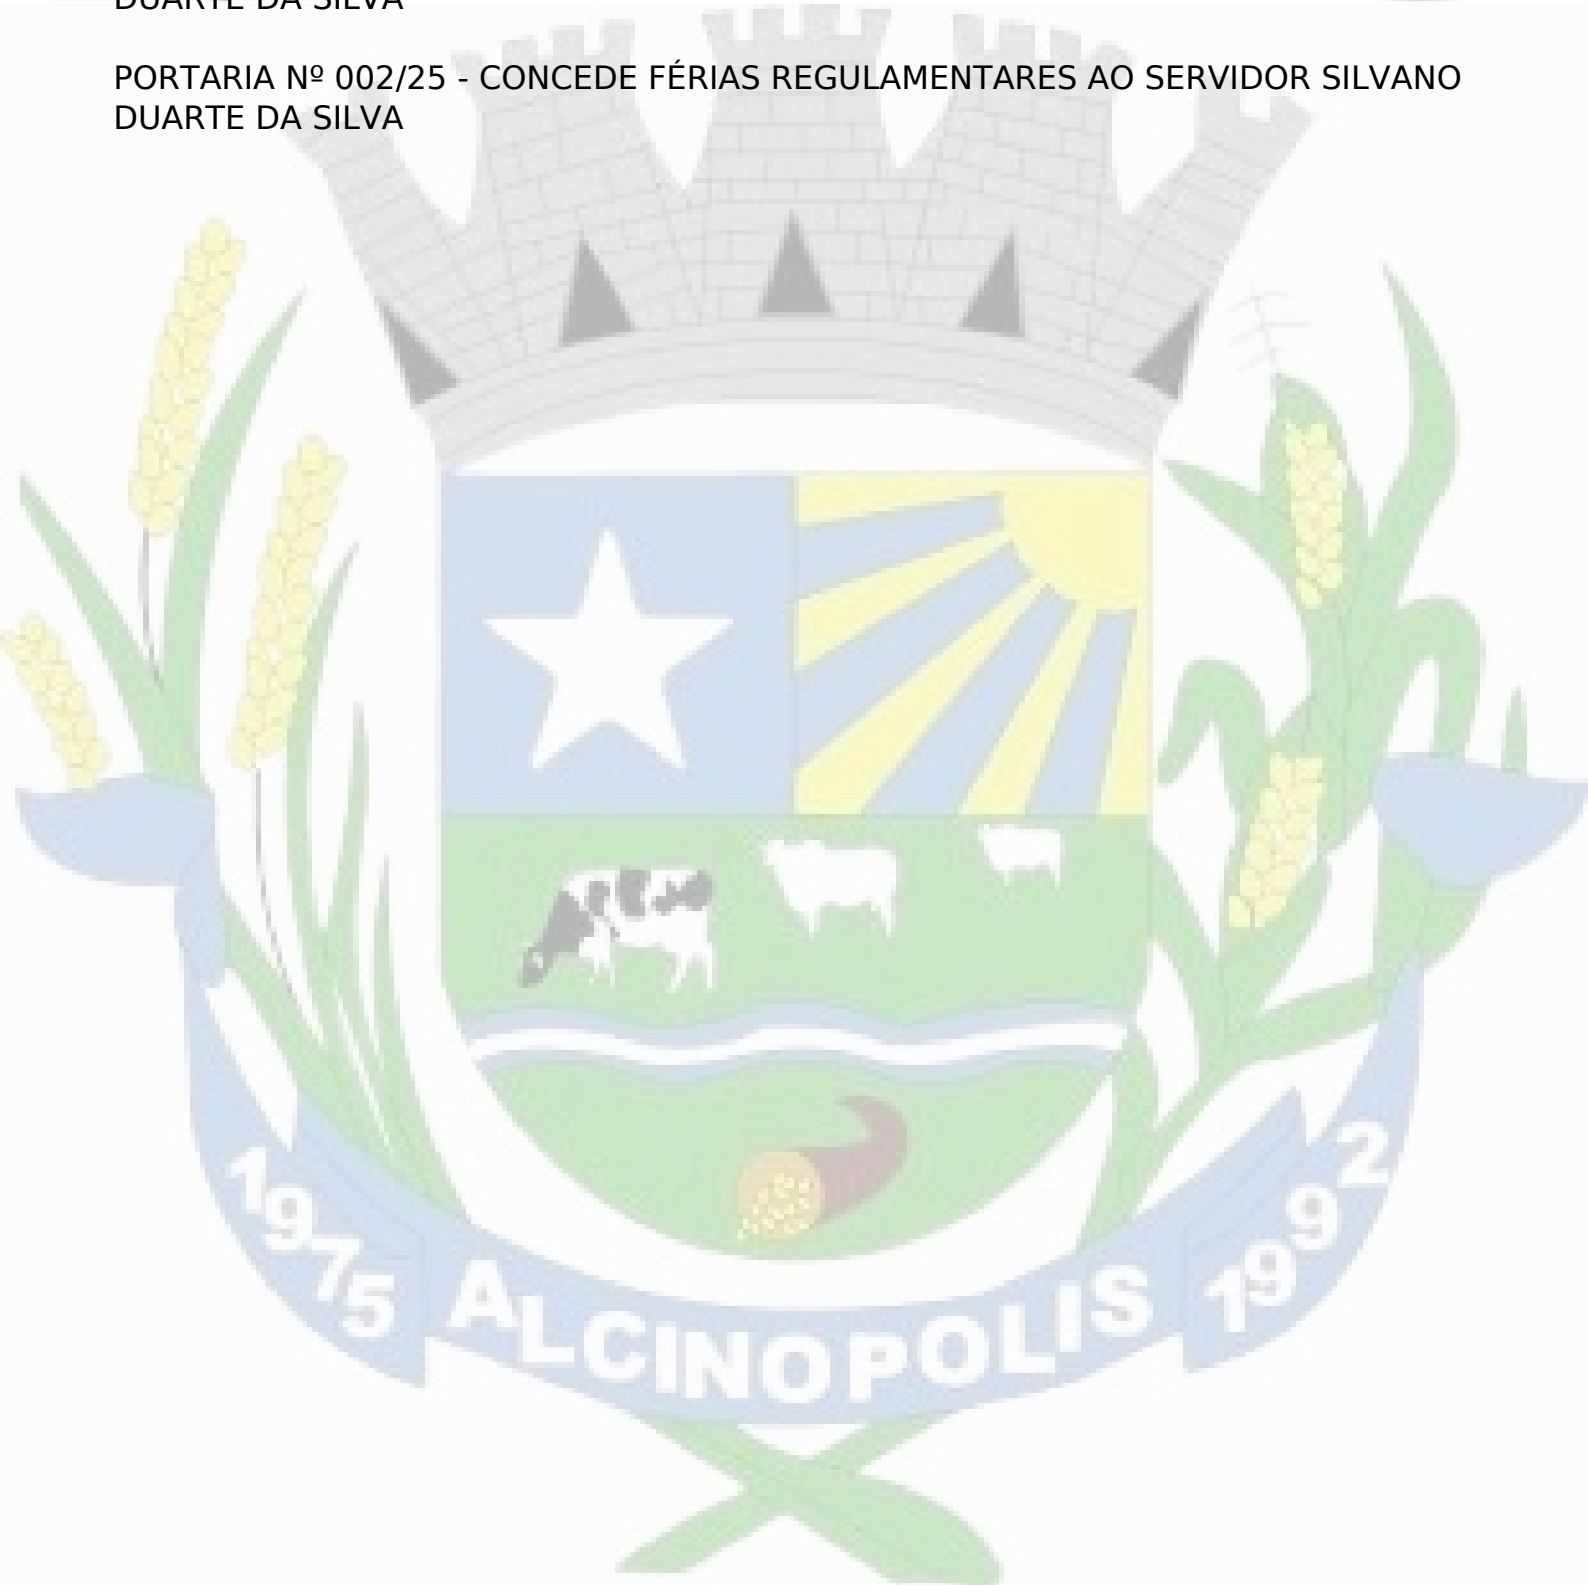 DUARTE DA SILVA
PORTARIA Nº 002/25 - CONCEDE FÉRIAS REGULAMENTARES AO SERVIDOR SILVANO
DUARTE DA SILVA
1975 ALCINOPOLIS 1992